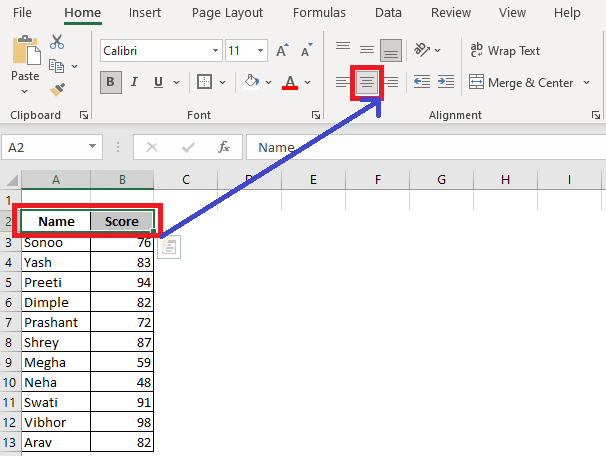 File Home Insert Page Layout Formulas Data Review View Help
Calibri 11 A A ab Wrap Text
Paste B I U A Merge & Center
Clipboard Font Alignment
A2 fx Name
A B C D E F G H I
1
2 Name Score
3 Sonoo 76
4 Yash 83
5 Preeti 94
6 Dimple 82
7 Prashant 72
8 Shrey 87
9 Megha 59
10 Neha 48
11 Swati 91
12 Vibhor 98
13 Arav 82